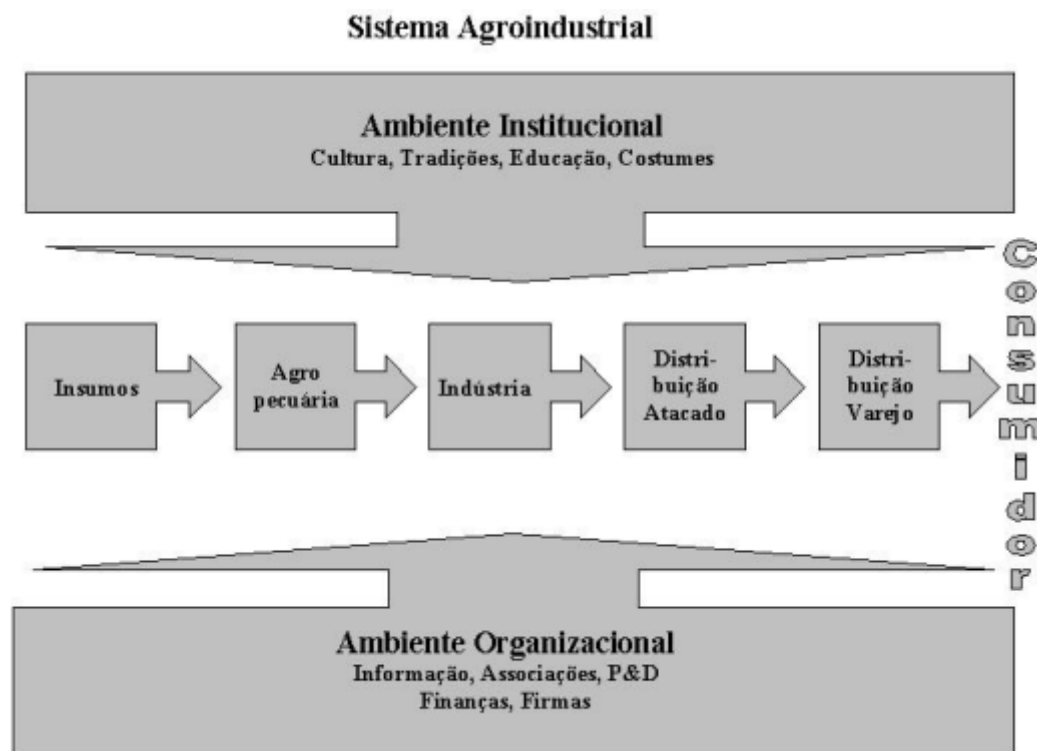 Sistema Agroindustrial
Ambiente Institucional
Cultura, Tradições, Educação, Costumes
Insumos
Agro
pecuária
Indústria
Distri-
buição
Atacado
Distri-
buição
Varejo
Consumidor
Ambiente Organizacional
Informação, Associações, P&D
Finanças, Firmas